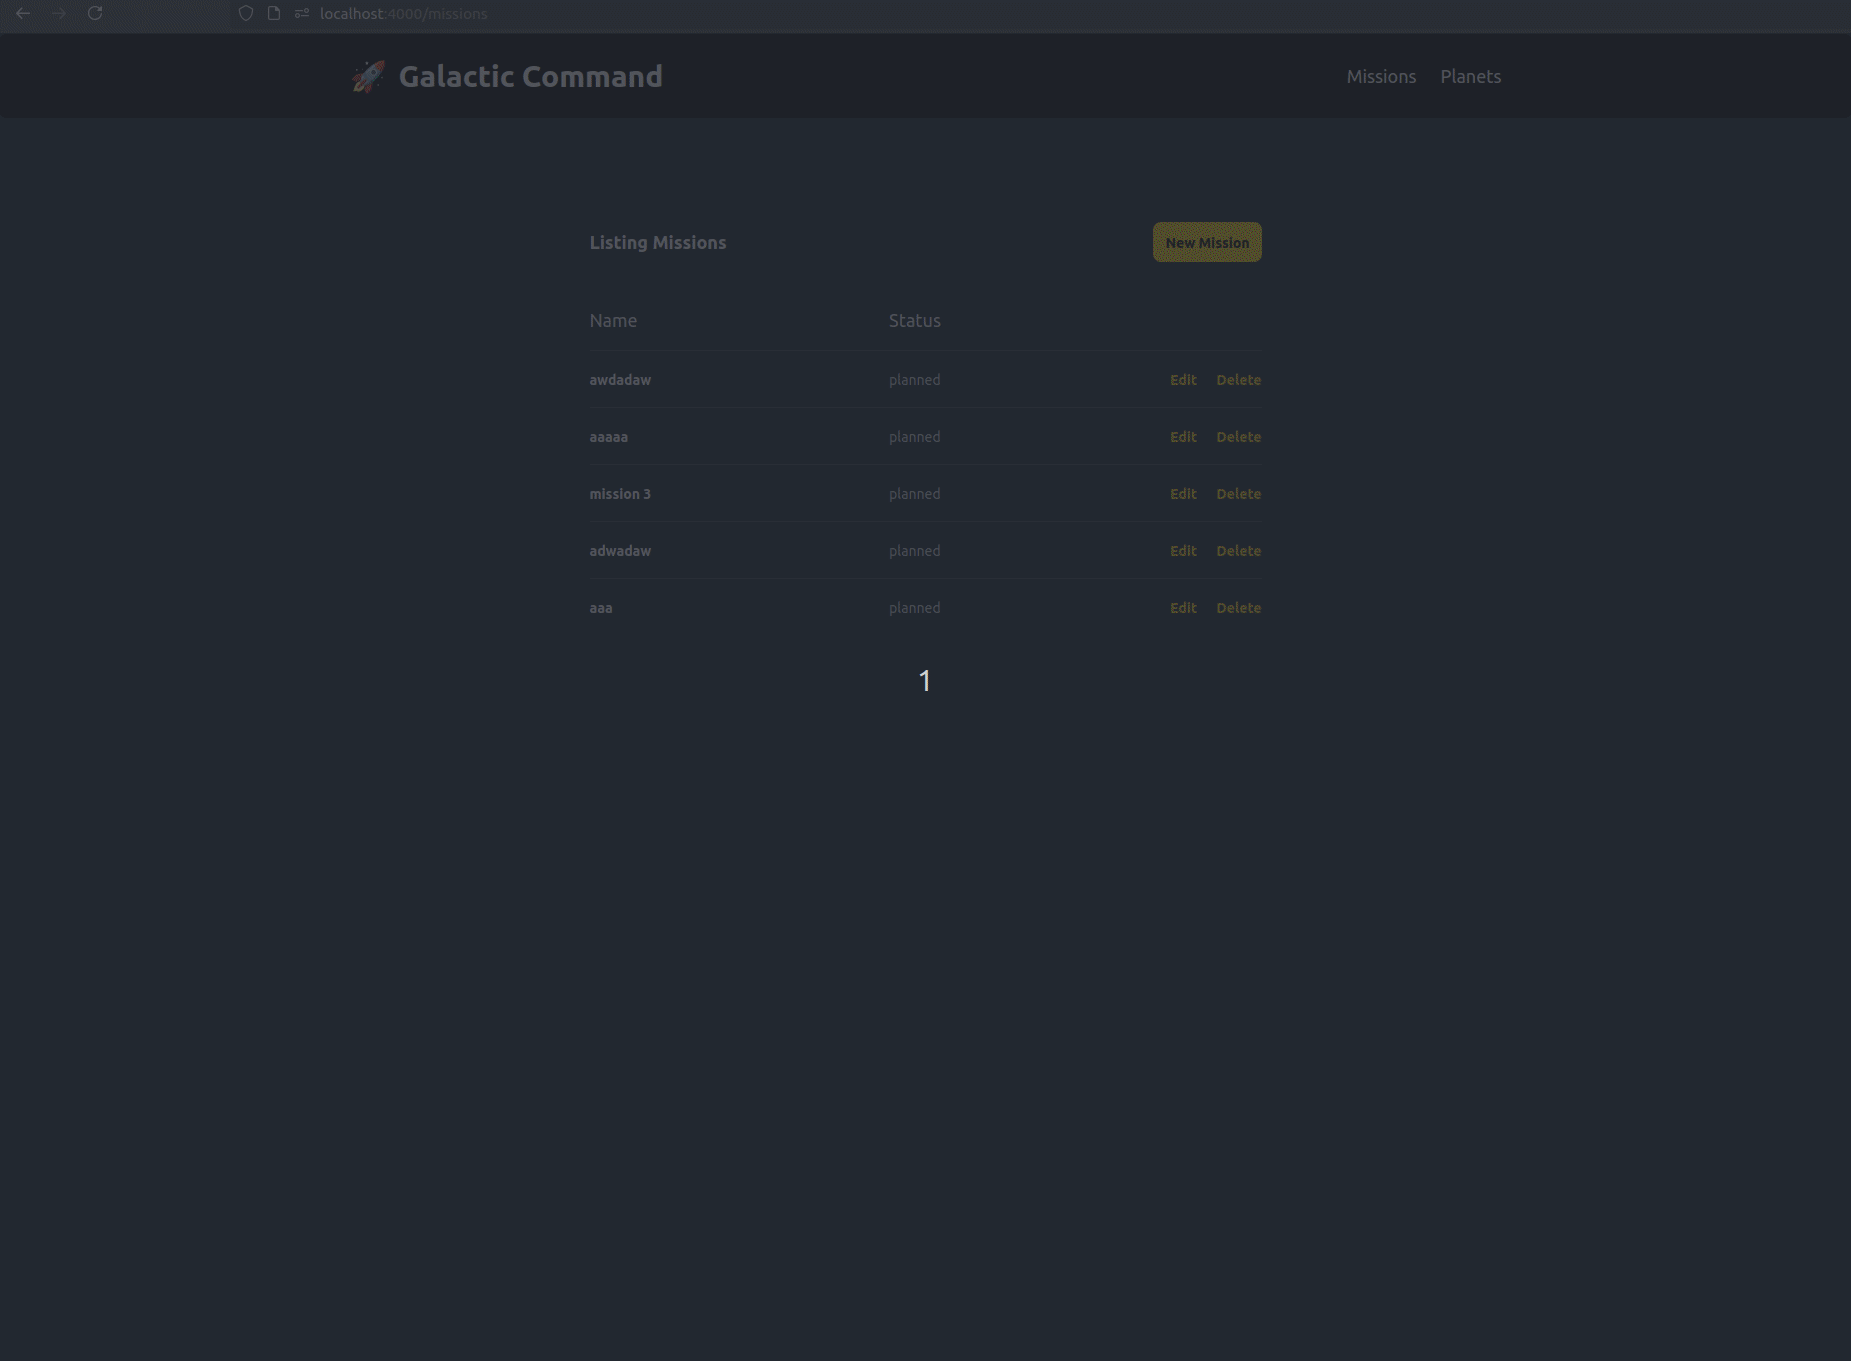 localhost:4000/missions
🚀 Galactic Command Missions Planets
Listing Missions New Mission
Name Status
awdadaw planned Edit Delete
aaaaa planned Edit Delete
mission 3 planned Edit Delete
adwadaw planned Edit Delete
aaa planned Edit Delete
1